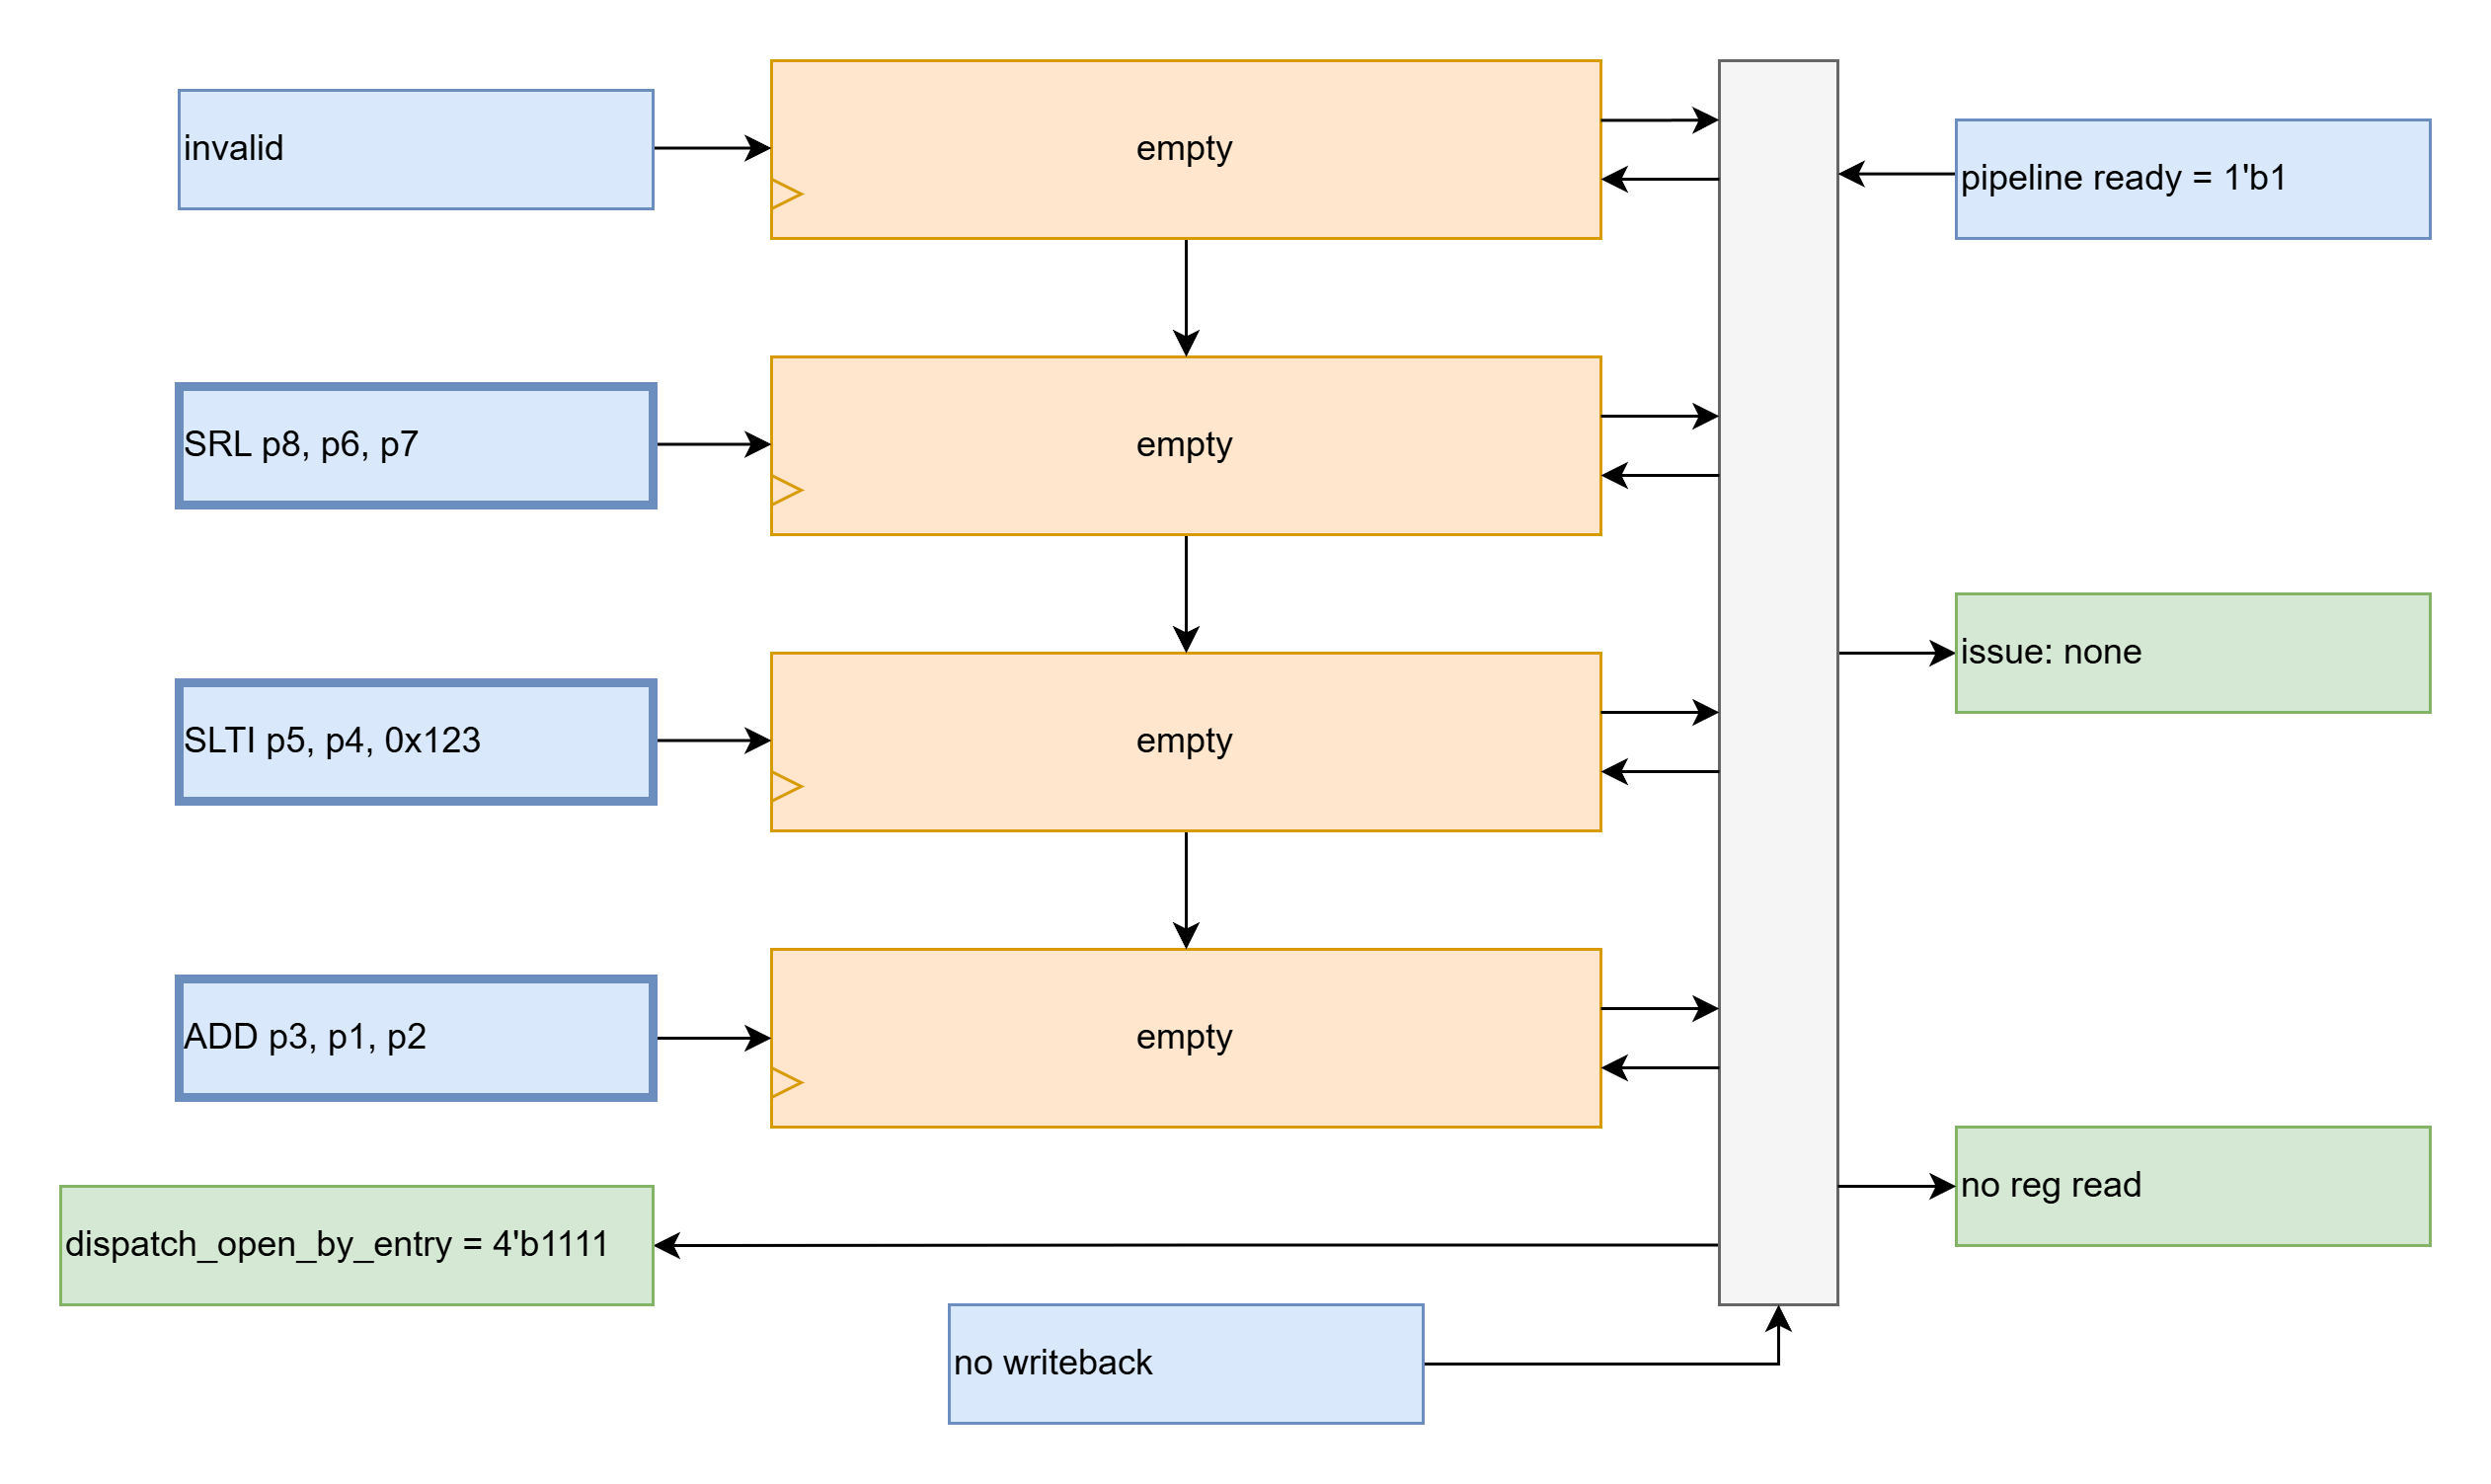 invalid
empty
pipeline ready = 1'b1
SRL p8, p6, p7
empty
issue: none
SLTI p5, p4, 0x123
empty
ADD p3, p1, p2
empty
no reg read
dispatch_open_by_entry = 4'b1111
no writeback